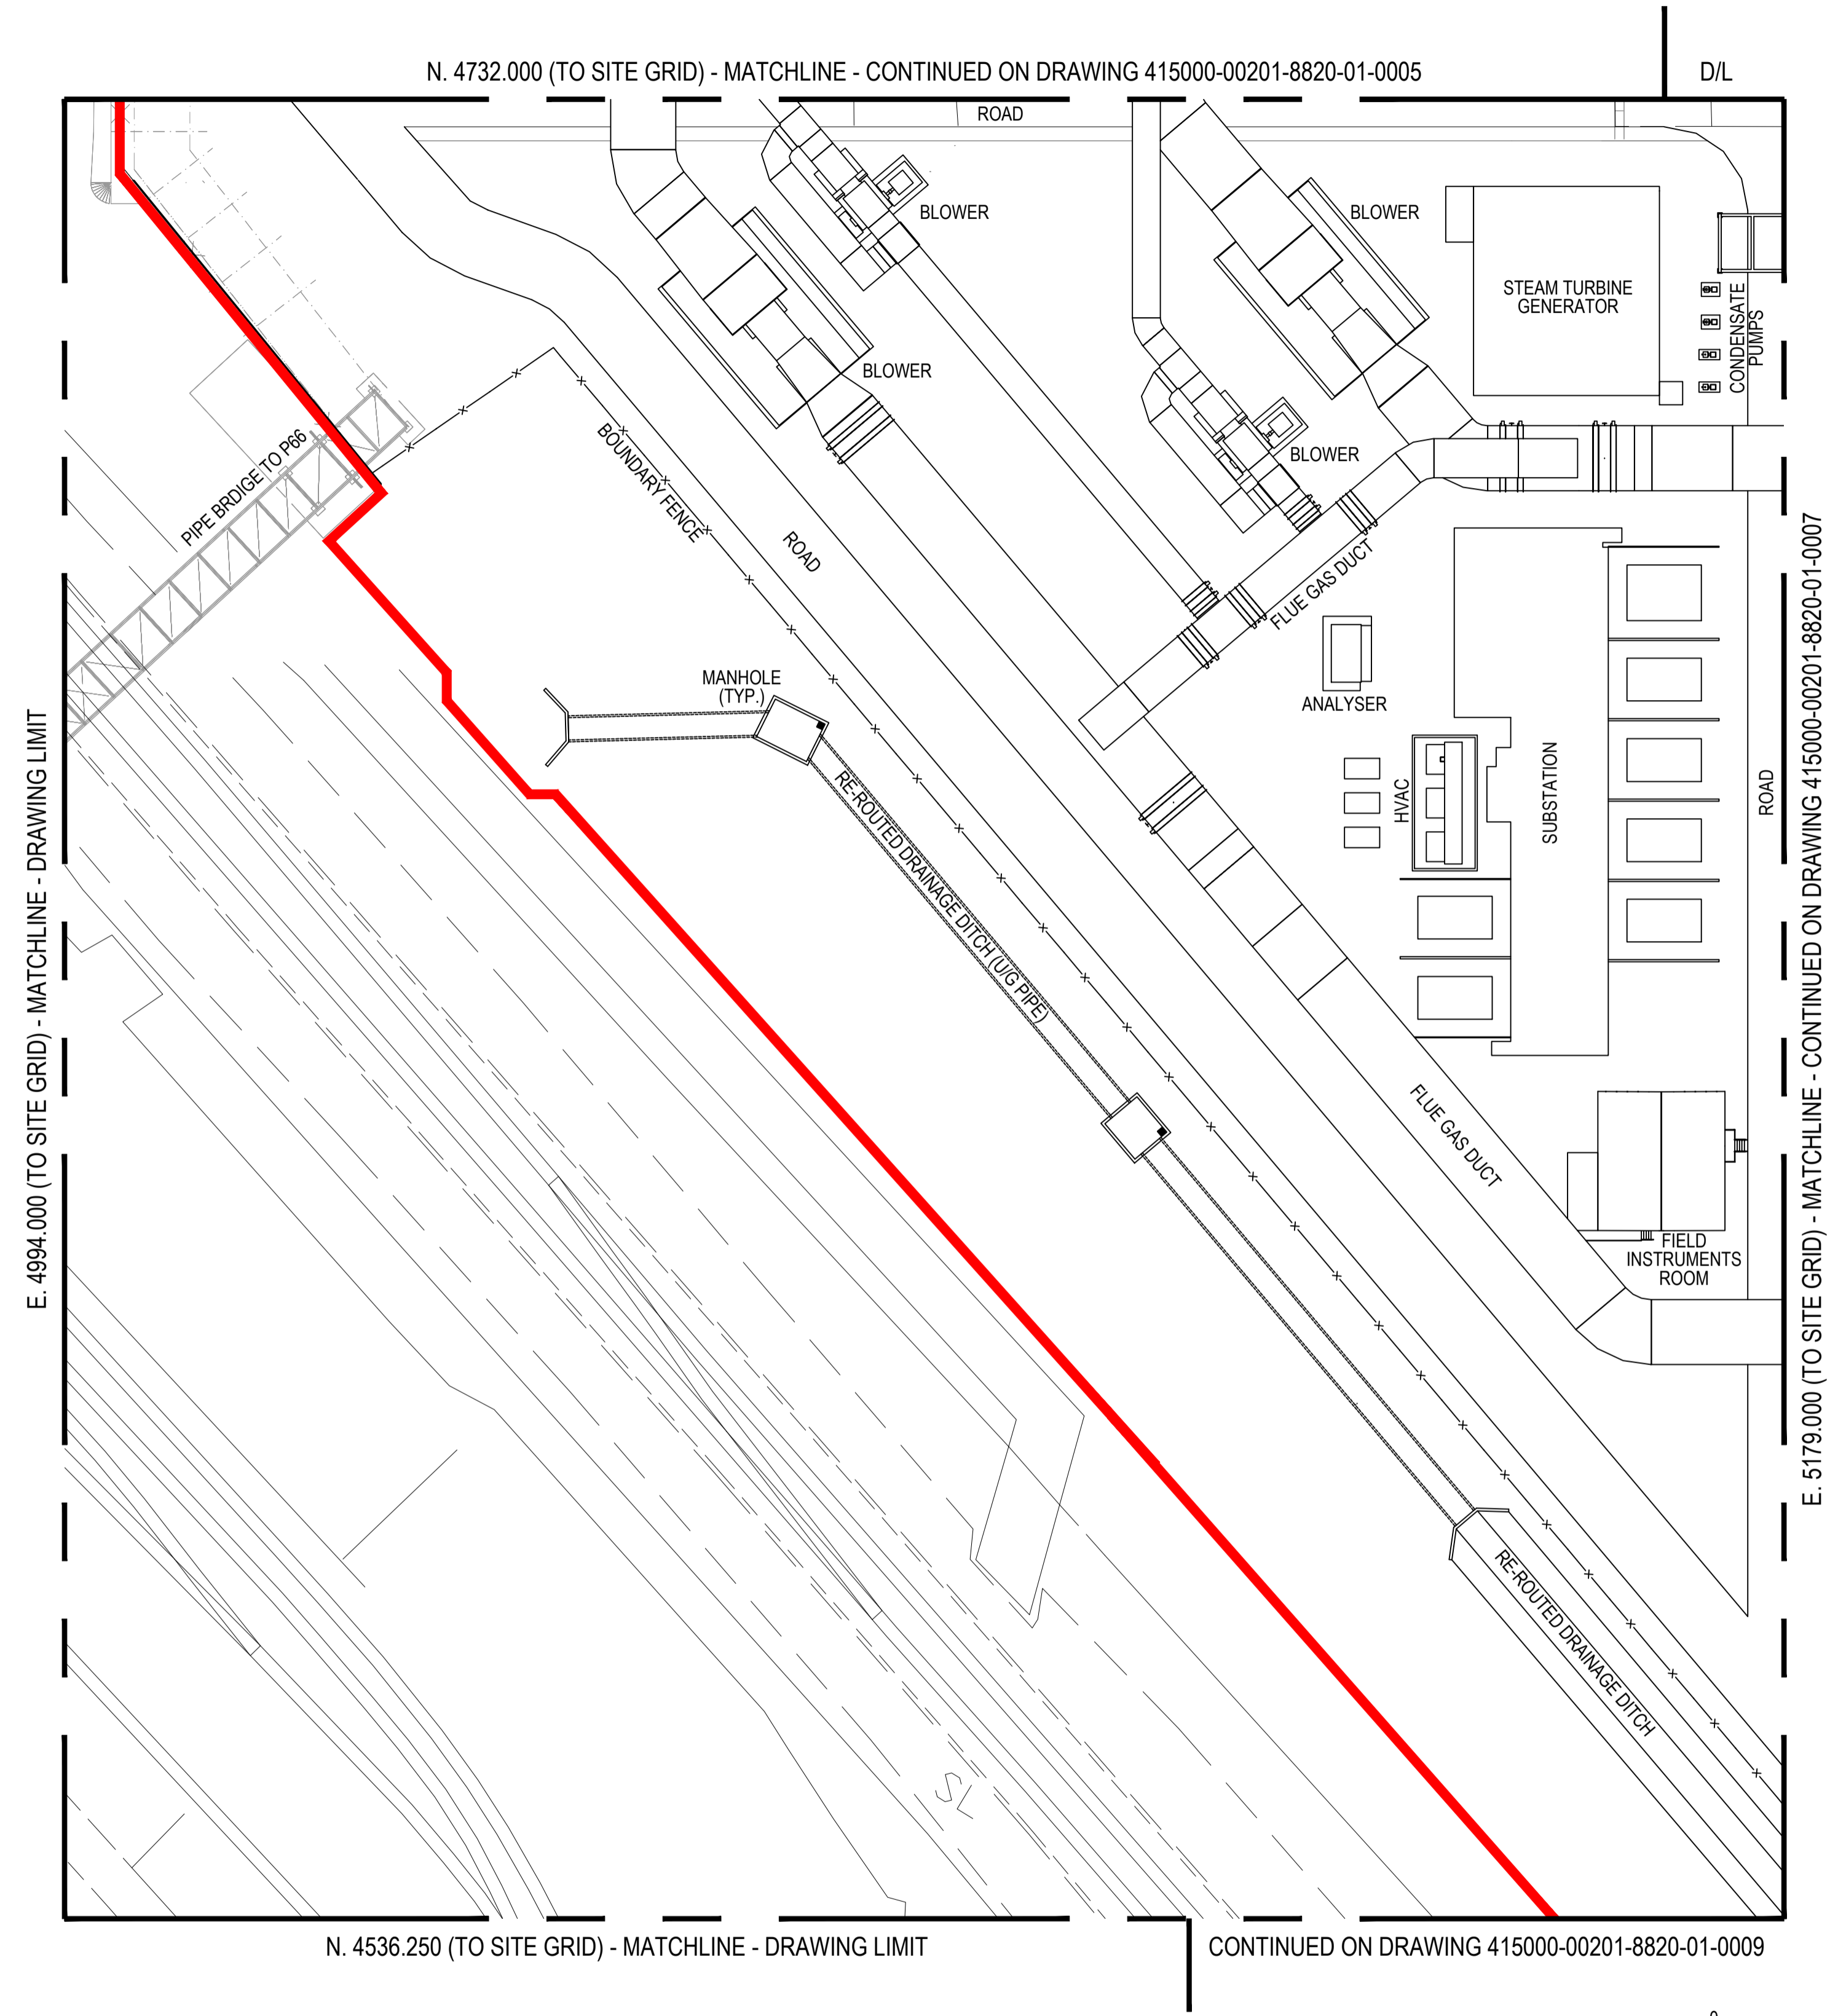 N. 4732.000 (TO SITE GRID) - MATCHLINE - CONTINUED ON DRAWING 415000-00201-8820-01-0005
D/L
ROAD
BLOWER
BLOWER
STEAM TURBINE
GENERATOR
CONDENSATE
PUMPS
BLOWER
BLOWER
PIPE BRDIGE TO P66
BOUNDARY FENCE
ROAD
FLUE GAS DUCT
MANHOLE
(TYP.)
ANALYSER
HVAC
SUBSTATION
ROAD
RE-ROUTED DRAINAGE DITCH (U/G PIPE)
FLUE GAS DUCT
FIELD
INSTRUMENTS
ROOM
RE-ROUTED DRAINAGE DITCH
E. 4994.000 (TO SITE GRID) - MATCHLINE - DRAWING LIMIT
E. 5179.000 (TO SITE GRID) - MATCHLINE - CONTINUED ON DRAWING 415000-00201-8820-01-0007
N. 4536.250 (TO SITE GRID) - MATCHLINE - DRAWING LIMIT
CONTINUED ON DRAWING 415000-00201-8820-01-0009